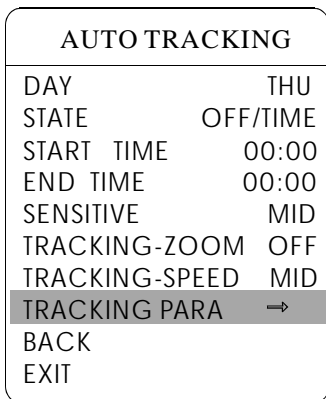 AUTO TRACKING
DAY THU
STATE OFF/TIME
START TIME 00:00
END TIME 00:00
SENSITIVE MID
TRACKING-ZOOM OFF
TRACKING-SPEED MID
TRACKING PARA ⇒
BACK
EXIT